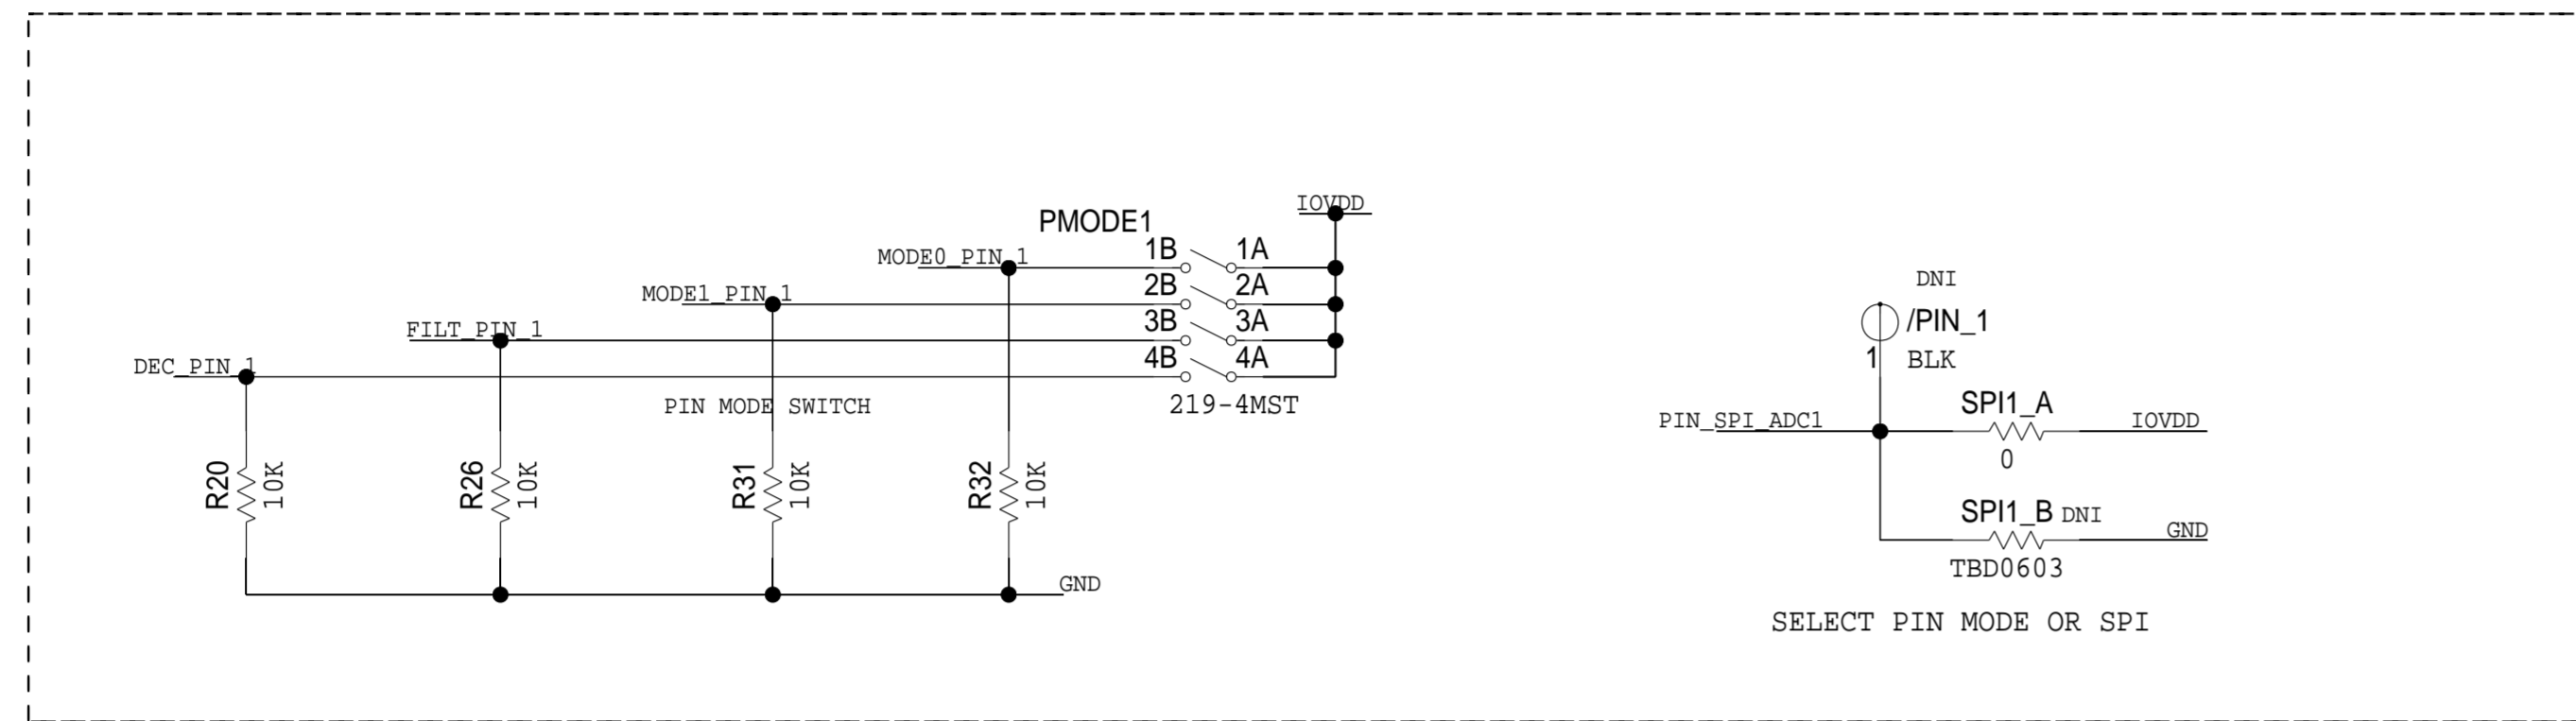 IOVDD
PMODE1
1B 1A
MODE0_PIN_1
2B 2A
MODE1_PIN_1
3B 3A
FILT_PIN_1
4B 4A
DEC_PIN_1
PIN MODE SWITCH
219-4MST
R20 10K
R26 10K
R31 10K
R32 10K
GND
DNI
/PIN_1
1 BLK
SPI1_A
PIN_SPI_ADC1
IOVDD
0
SPI1_B DNI
GND
TBD0603
SELECT PIN MODE OR SPI